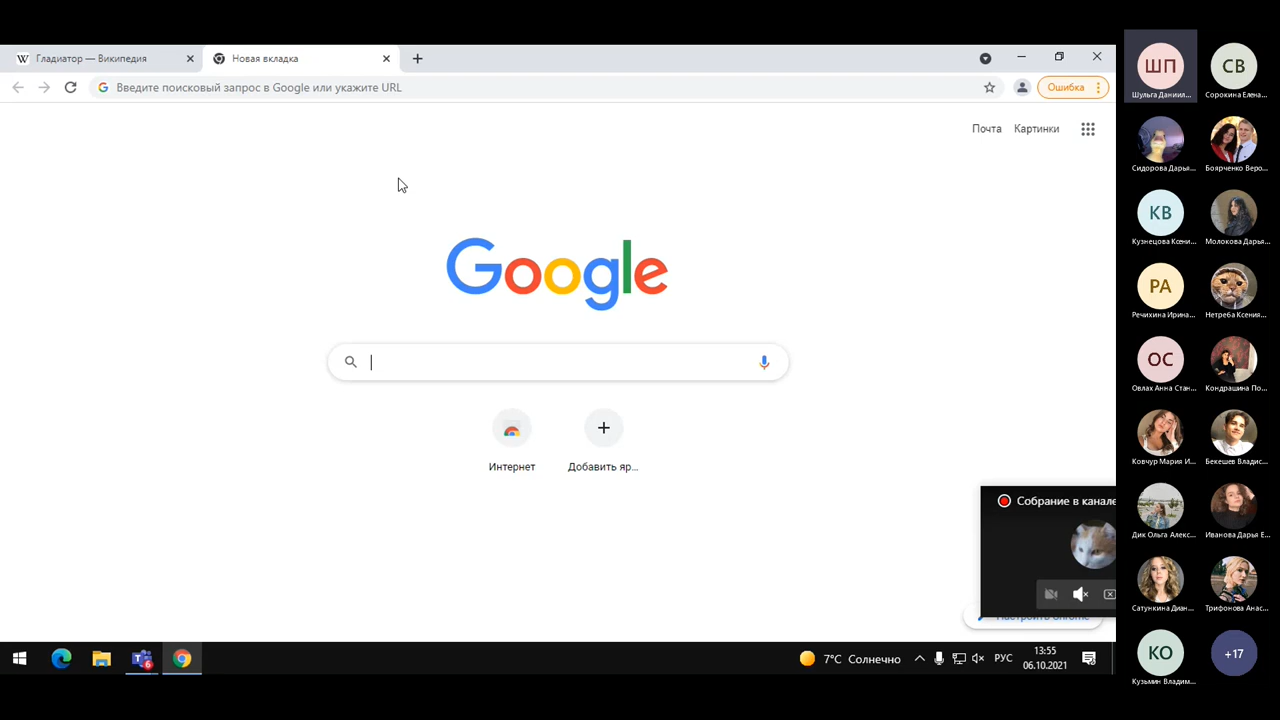 Гладиатор — Википедия
Новая вкладка
Введите поисковый запрос в Google или укажите URL
Ошибка
Почта
Картинки
Google
Интернет
Добавить яр...
Собрание в канале
Настроить Chrome
7°C Солнечно
РУС
13:55
06.10.2021
6
ШП
СВ
Шульга Даниил...
Сорокина Елена...
Сидорова Дарья...
Боярченко Веро...
КВ
Кузнецова Ксени...
Молокова Дарья...
РА
Речихина Ирина...
Нетреба Ксения...
ОС
Овлах Анна Стан...
Кондрашина По...
Ковчур Мария И...
Бекешев Владис...
Дик Ольга Алекс...
Иванова Дарья Е...
Сатункина Диан...
Трифонова Анас...
КО
+17
Кузьмин Владим...